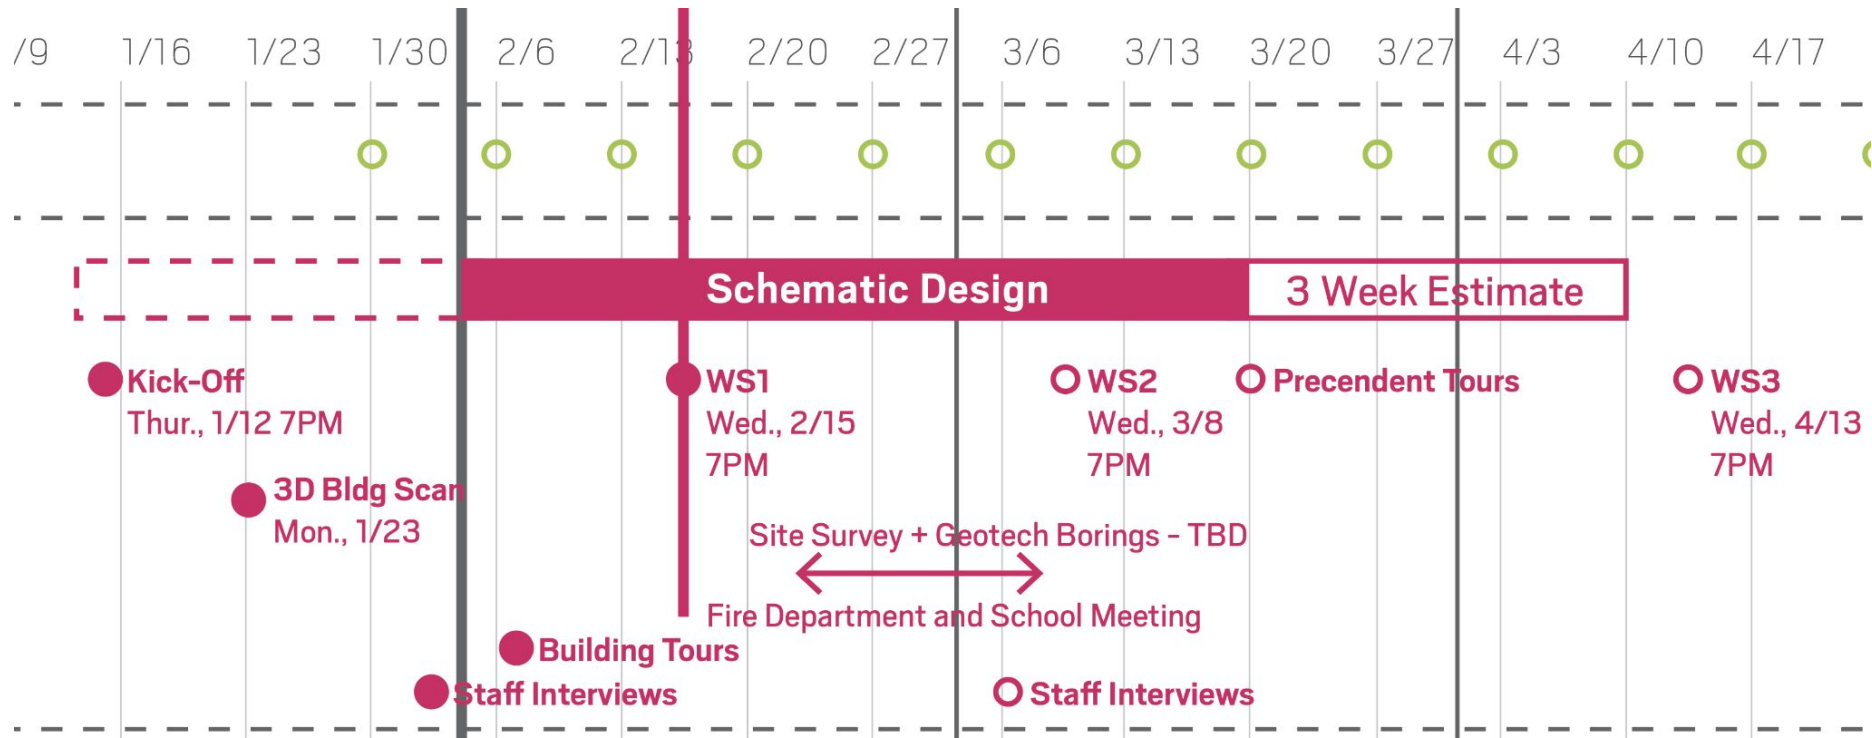 /9 1/16 1/23 1/30 2/6 2/13 2/20 2/27 3/6 3/13 3/20 3/27 4/3 4/10 4/17
Schematic Design
3 Week Estimate
Kick-Off
Thur., 1/12 7PM
WS1
Wed., 2/15
7PM
WS2
Wed., 3/8
7PM
Precendent Tours
WS3
Wed., 4/13
7PM
3D Bldg Scan
Mon., 1/23
Site Survey + Geotech Borings - TBD
Fire Department and School Meeting
Building Tours
Staff Interviews
Staff Interviews